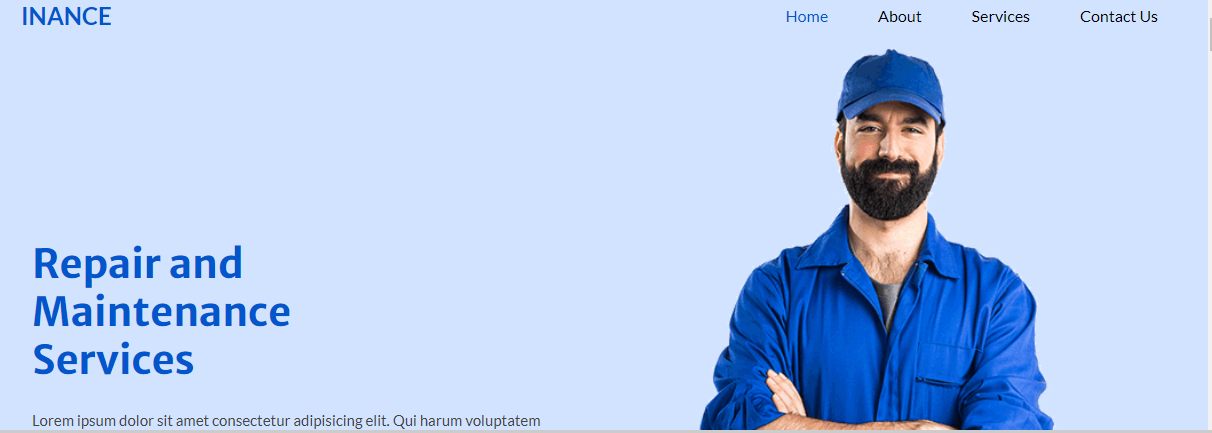 INANCE
Home About Services Contact Us
Repair and
Maintenance
Services
Lorem ipsum dolor sit amet consectetur adipisicing elit. Qui harum voluptatem